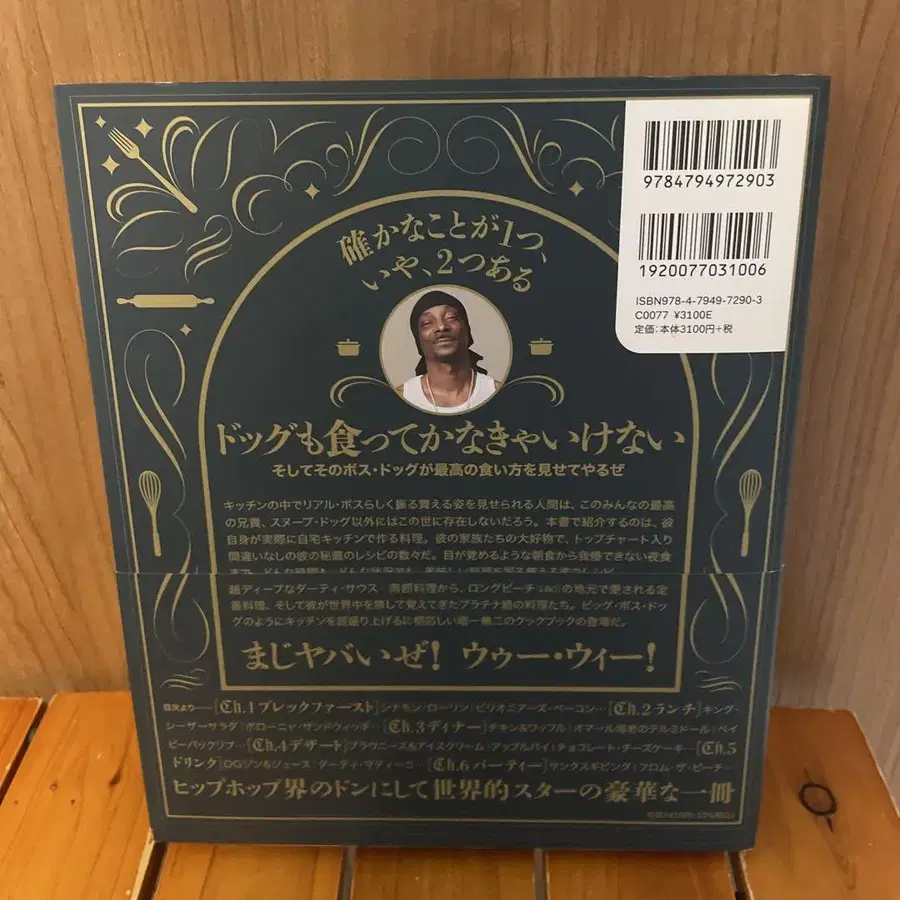 9784794972903
1920077031006
ISBN978-4-7949-7290-3
C0077 ¥3100E
定価:本体3100円+税
確かなことが1つ、
いや、2つある
ドッグも食ってかなきゃいけない
そしてそのボス・ドッグが最高の食い方を見せてやるぜ
キッチンの中でリアル・ボスらしく振る舞える姿を見せられる人間は、このみんなの最高
の兄貴、スヌープ・ドッグ以外にはこの世に存在しないだろう。本書で紹介するのは、彼
自身が実際に自宅キッチンで作る料理。彼の家族たちの大好物で、トップチャート入り
間違いなしの彼の秘蔵のレシピの数々だ。目が覚めるような朝食から我慢できない夜食
超ディープなダーティ・サウス 南部料理から、ロングビーチ(LBC)の地元で愛される定
番料理、そして彼が世界中を旅して覚えてきたプラチナ級の料理たち。ビッグ・ボス・ドッ
グのようにキッチンを超盛り上げるに相応しい唯一無二のクックブックの登場だ。
まじヤバいぜ! ウゥー・ウィー!
目次より──[Ch.1 ブレックファースト]シナモン・ローリン|ビリオニアーズ・ベーコン…[Ch.2 ランチ]キング・
シーザーサラダ|ボローニャ・サンドウィッチ…[Ch.3 ディナー]チキン&ワッフル|オマール海老のテルミドール|ベイ
ビーバックリブ…[Ch.4 デザート]ブラウニーズ&アイスクリーム|アップルパイ|チョコレート・チーズケーキ…[Ch.5
ドリンク]OGジン&ジュース|ダーティ・マティーニ…[Ch.6 パーティー]サンクスギビング|フロム・ザ・ビーチ…
ヒップホップ界のドンにして世界的スターの豪華な一冊